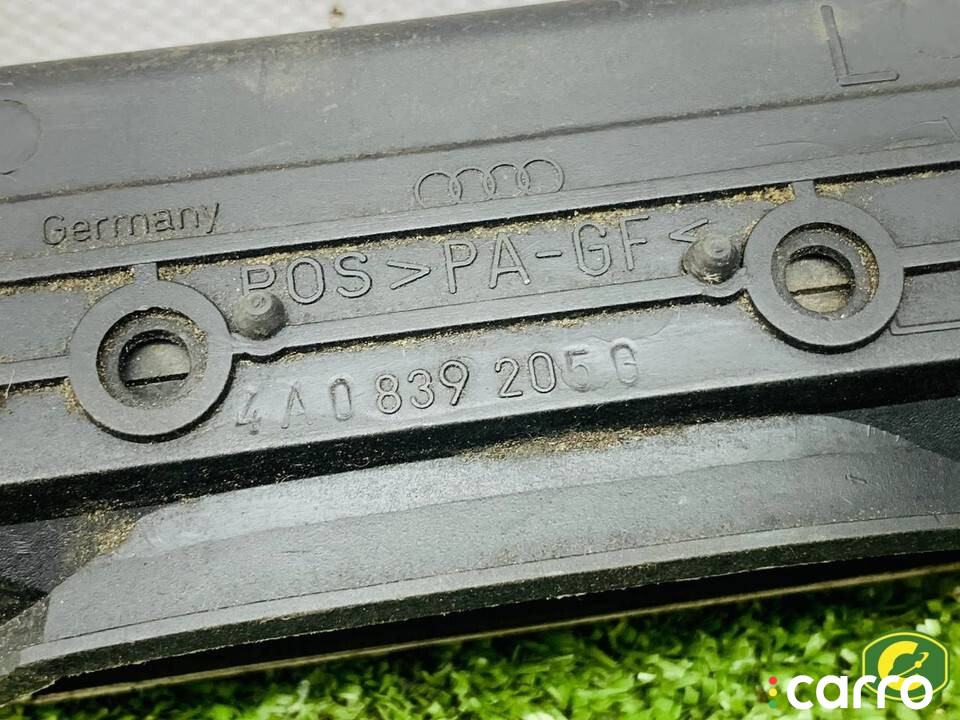 L
Germany
POS >PA-GF<
4A0 839 205 G
carro